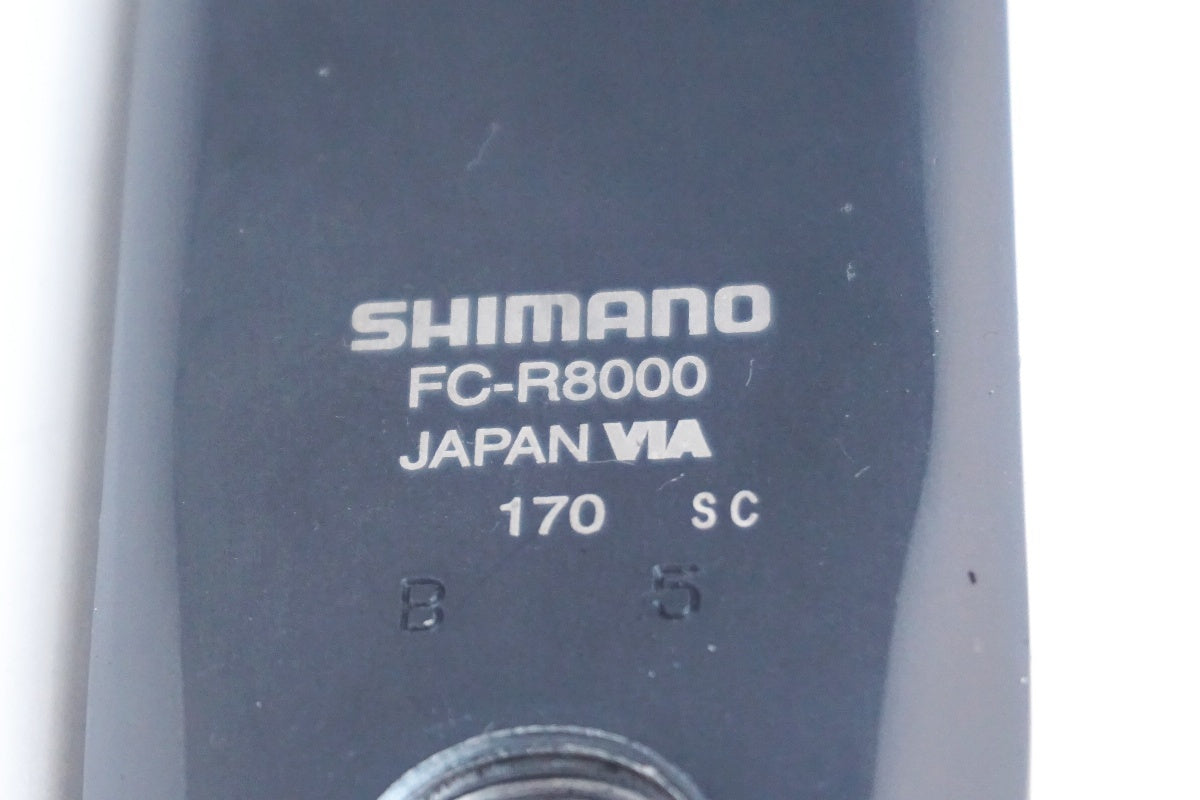 SHIMANO
FC-R8000
JAPAN VIA
170 SC
B 5